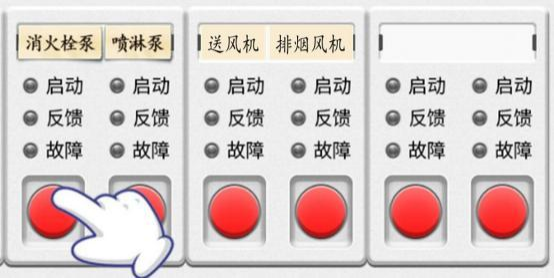 消火栓泵 喷淋泵 送风机 排烟风机
启动 启动 启动 启动 启动 启动
反馈 反馈 反馈 反馈 反馈 反馈
故障 故障 故障 故障 故障 故障